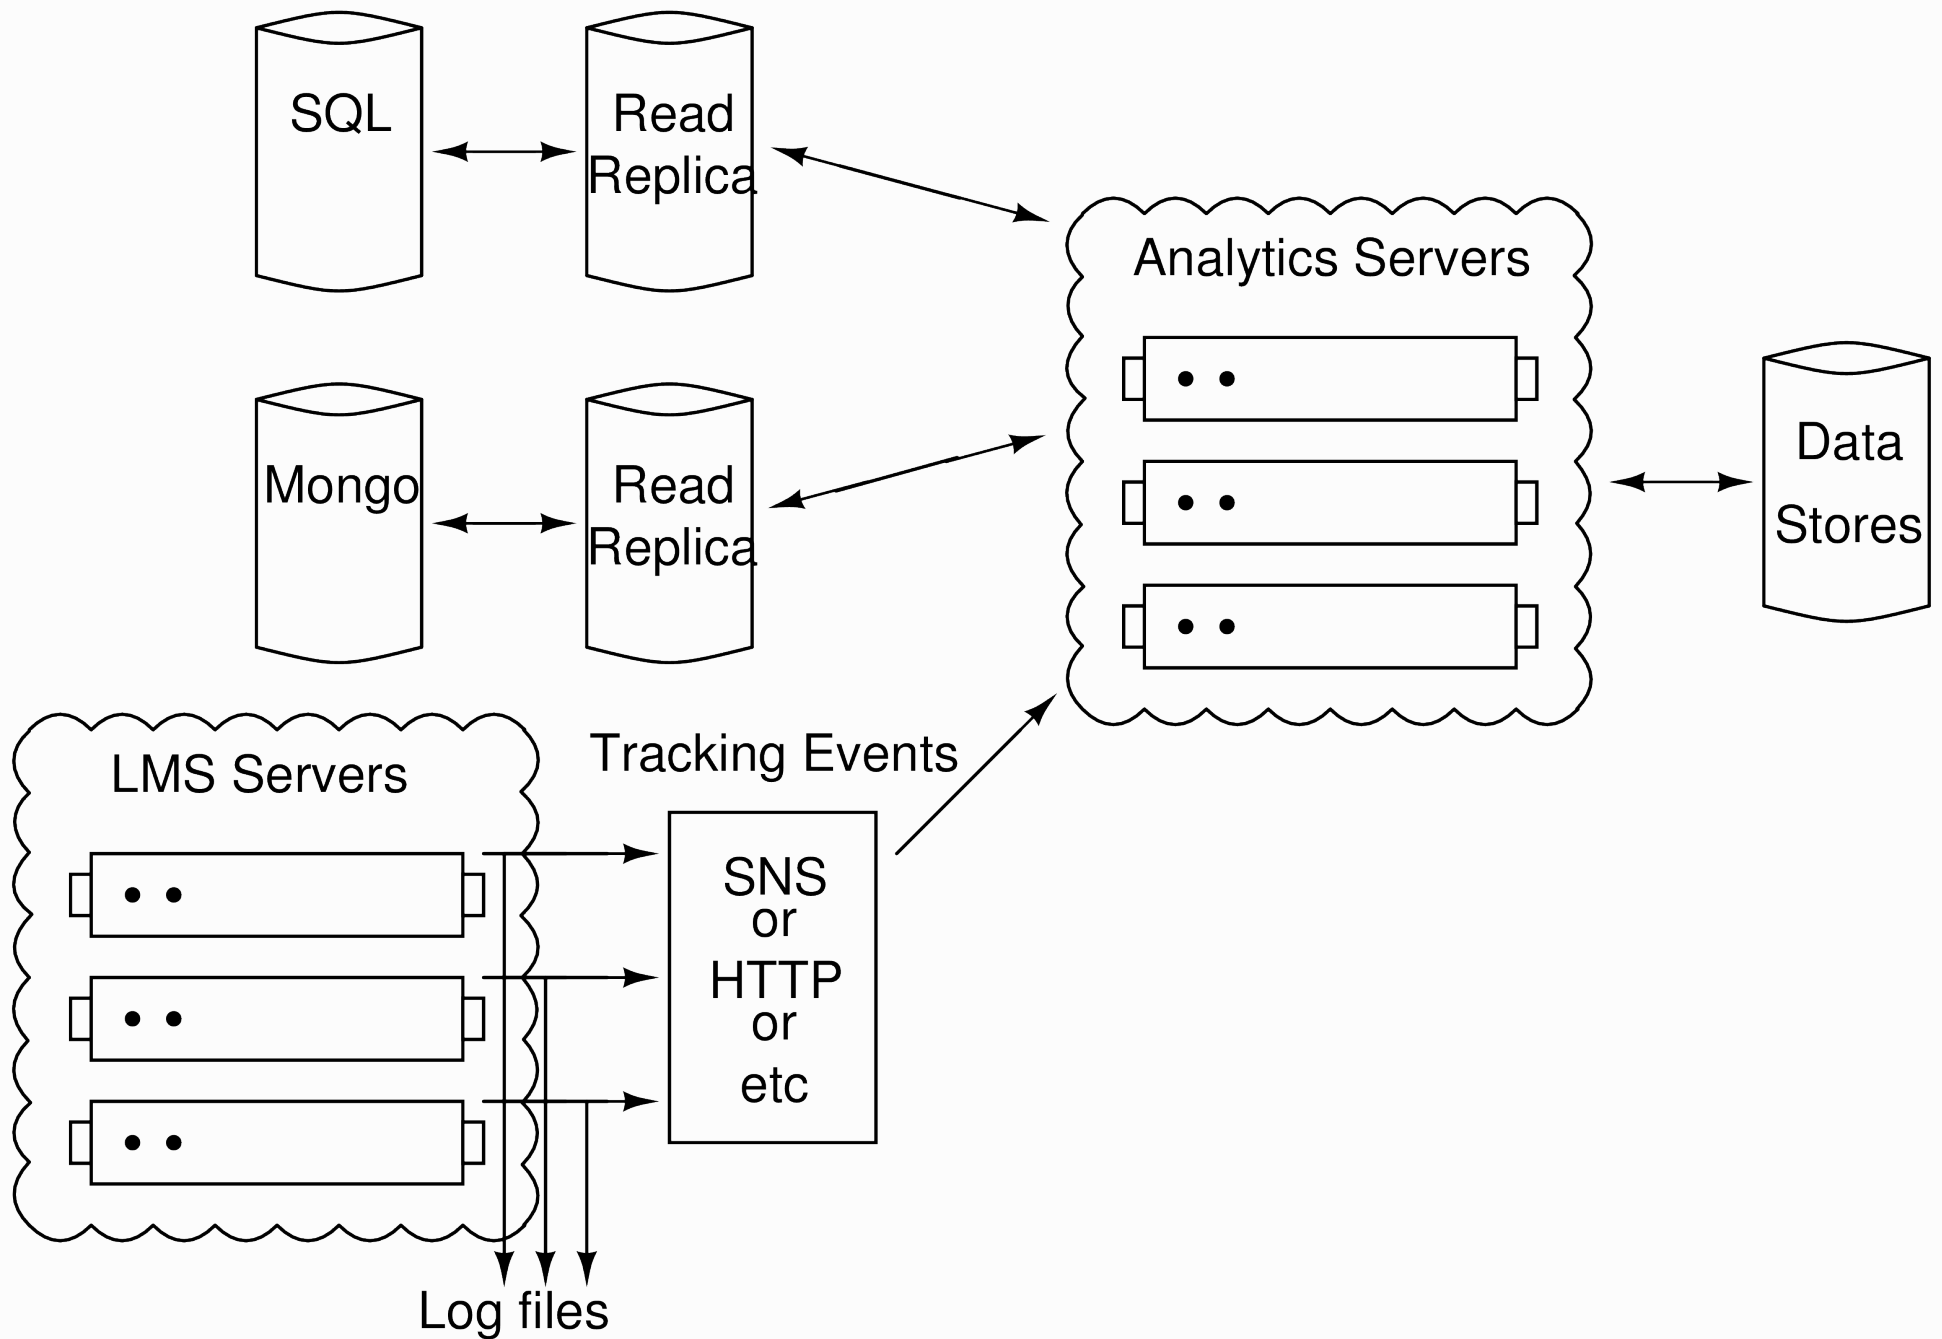 SQL
Read
Replica
Analytics Servers
Mongo
Read
Replica
Data
Stores
LMS Servers
Tracking Events
SNS
or
HTTP
or
etc
Log files